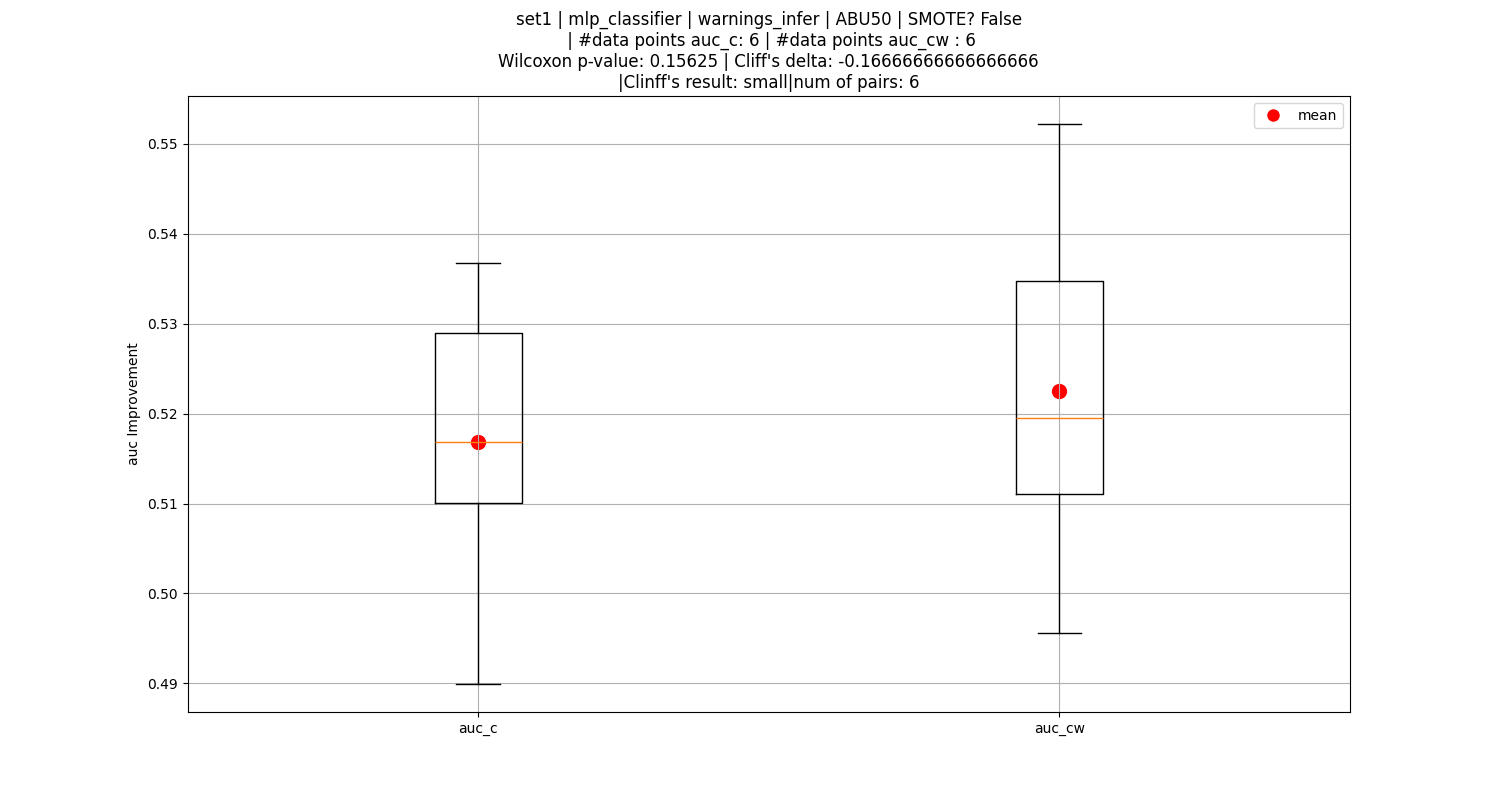 set1 | mlp_classifier | warnings_infer | ABU50 | SMOTE? False
| #data points auc_c: 6 | #data points auc_cw : 6
Wilcoxon p-value: 0.15625 | Cliff's delta: -0.16666666666666666
|Clinff's result: small|num of pairs: 6
mean
0.55
0.54
0.53
0.52
0.51
0.50
0.49
auc Improvement
auc_c
auc_cw